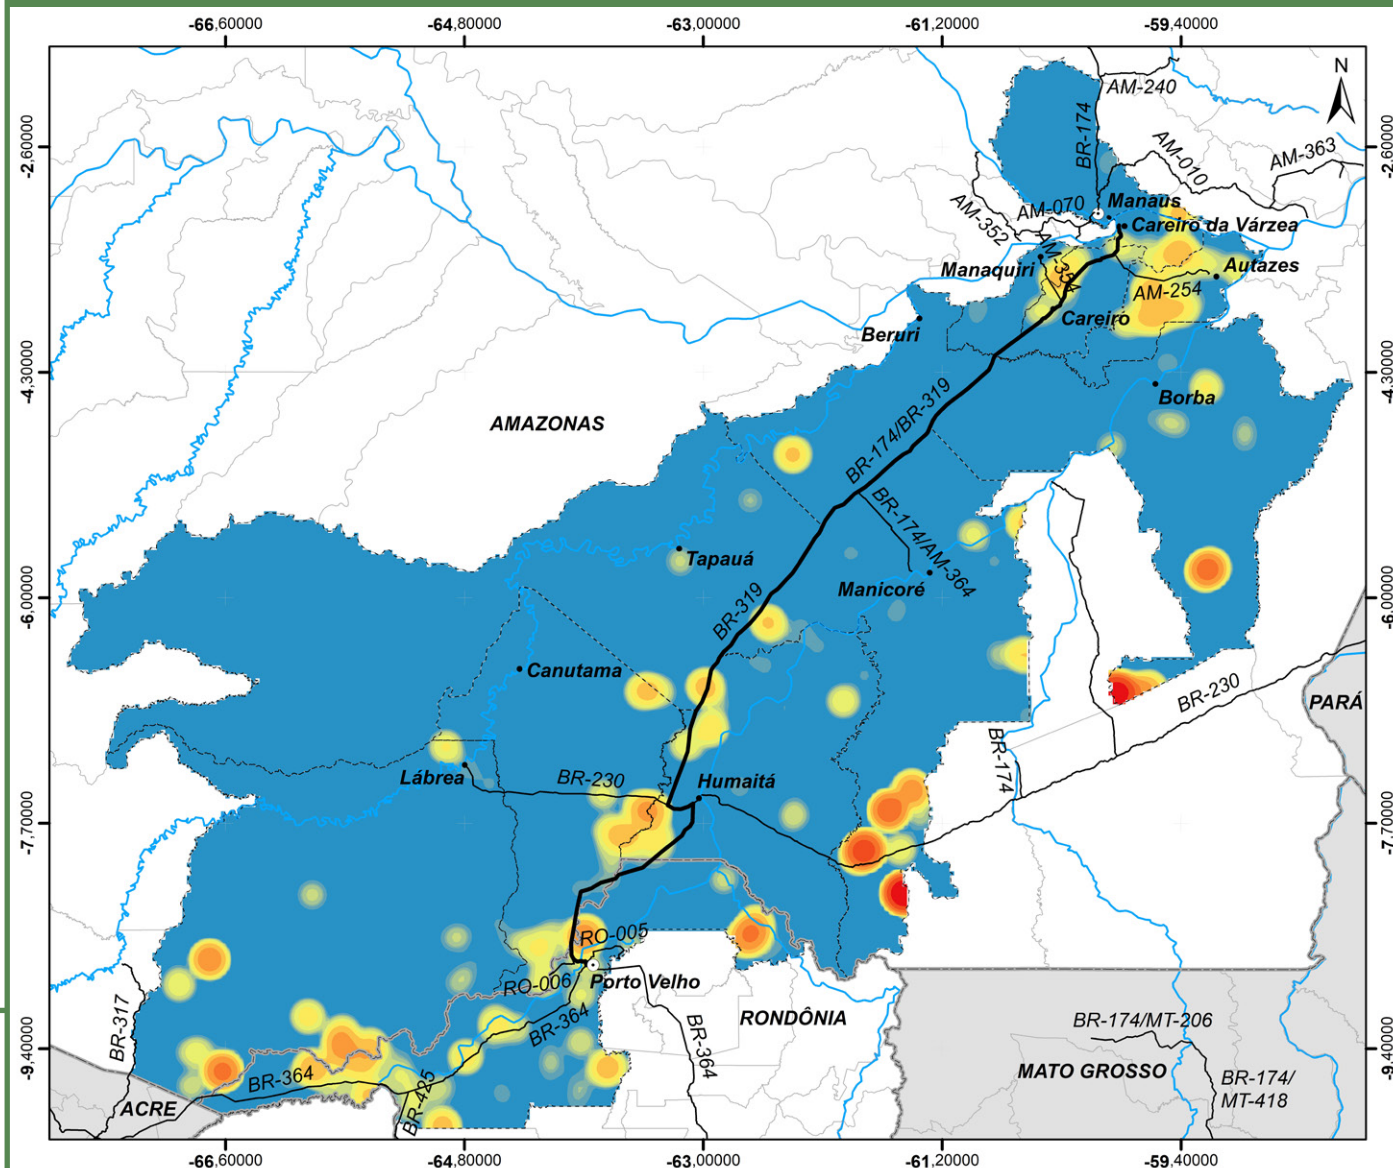 -66,60000 -64,80000 -63,00000 -61,20000 -59,40000
N
AM-240
-2,60000
BR-174
-2,60000
AM-010
AM-363
AM-352
AM-070
Manaus
Careiro da Várzea
Manaquiri
AM-354
Autazes
AM-254
Careiro
Beruri
-4,30000
-4,30000
Borba
AMAZONAS
BR-174/BR-319
BR-174/AM-364
Tapauá
Manicoré
-6,00000
-6,00000
BR-319
Canutama
BR-230
PARÁ
Lábrea
BR-230
Humaitá
BR-174
-7,70000
-7,70000
RO-005
RO-006
Porto Velho
BR-317
BR-364
BR-364
RONDÔNIA
BR-174/MT-206
-9,40000
-9,40000
BR-364
MATO GROSSO
BR-174/
MT-418
ACRE
BR-425
-66,60000 -64,80000 -63,00000 -61,20000 -59,40000